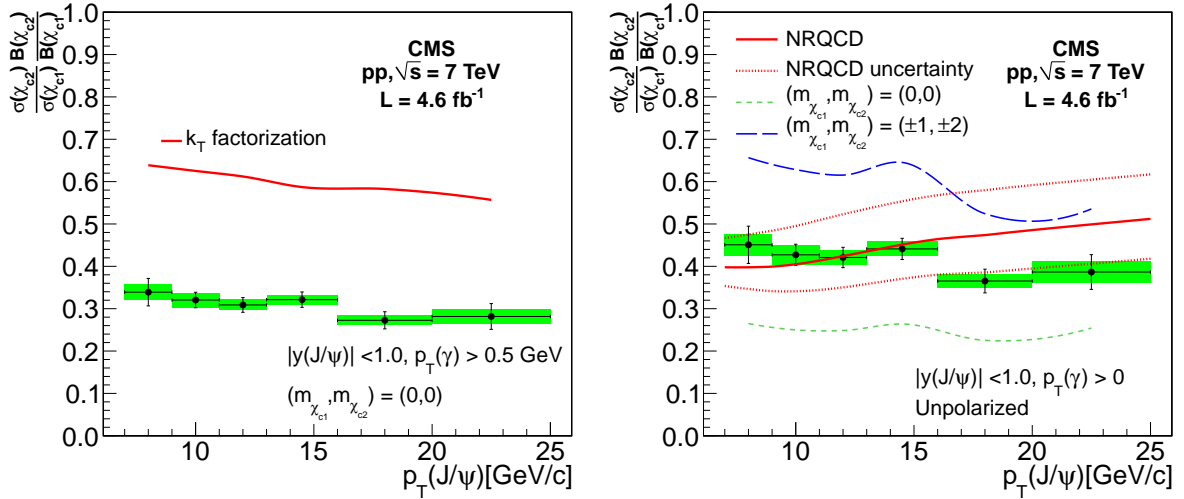 σ(χc2) B(χc2)
σ(χc1) B(χc1)
1.0
0.9
0.8
0.7
0.6
0.5
0.4
0.3
0.2
0.1
0.0
CMS
pp, √s = 7 TeV
L = 4.6 fb⁻¹
kT factorization
|y(J/ψ)| <1.0, pT(γ) > 0.5 GeV
(mχc1,mχc2) = (0,0)
10 15 20 25
pT(J/ψ)[GeV/c]
σ(χc2) B(χc2)
σ(χc1) B(χc1)
1.0
0.9
0.8
0.7
0.6
0.5
0.4
0.3
0.2
0.1
0.0
NRQCD
NRQCD uncertainty
(mχc1,mχc2) = (0,0)
(mχc1,mχc2) = (±1, ±2)
CMS
pp, √s = 7 TeV
L = 4.6 fb⁻¹
|y(J/ψ)| <1.0, pT(γ) > 0
Unpolarized
10 15 20 25
pT(J/ψ)[GeV/c]